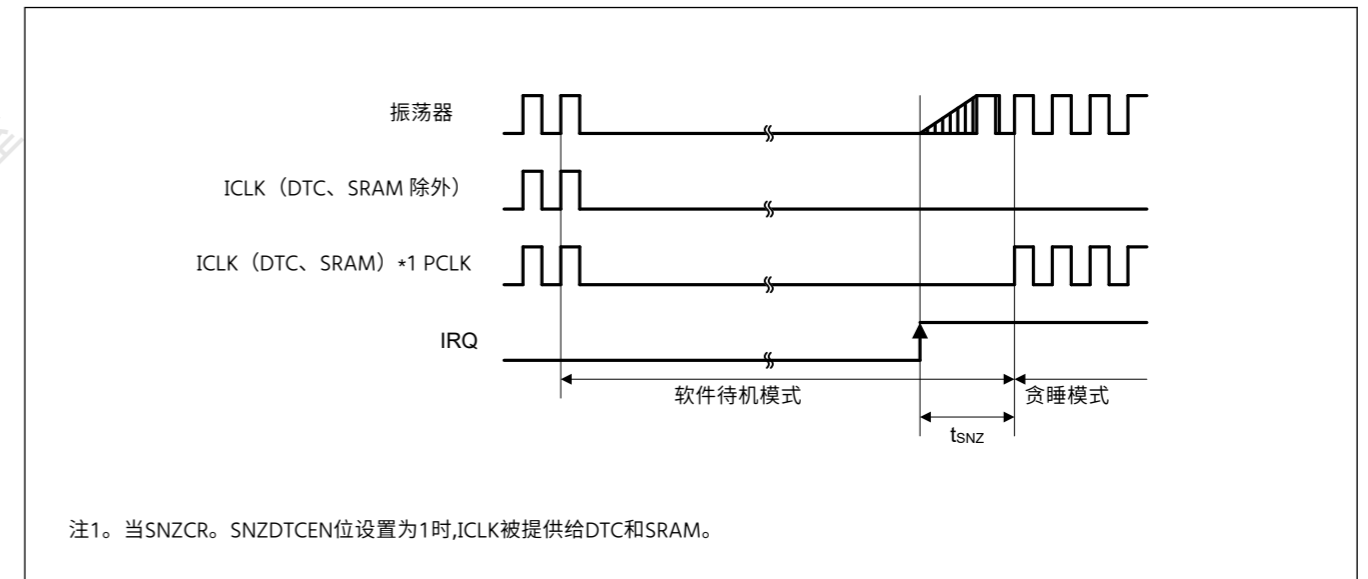 振荡器
ICLK（DTC、SRAM 除外）
ICLK（DTC、SRAM）*1 PCLK
IRQ
软件待机模式
贪睡模式
tSNZ
注1。当SNZCR。SNZDTCEN位设置为1时,ICLK被提供给DTC和SRAM。